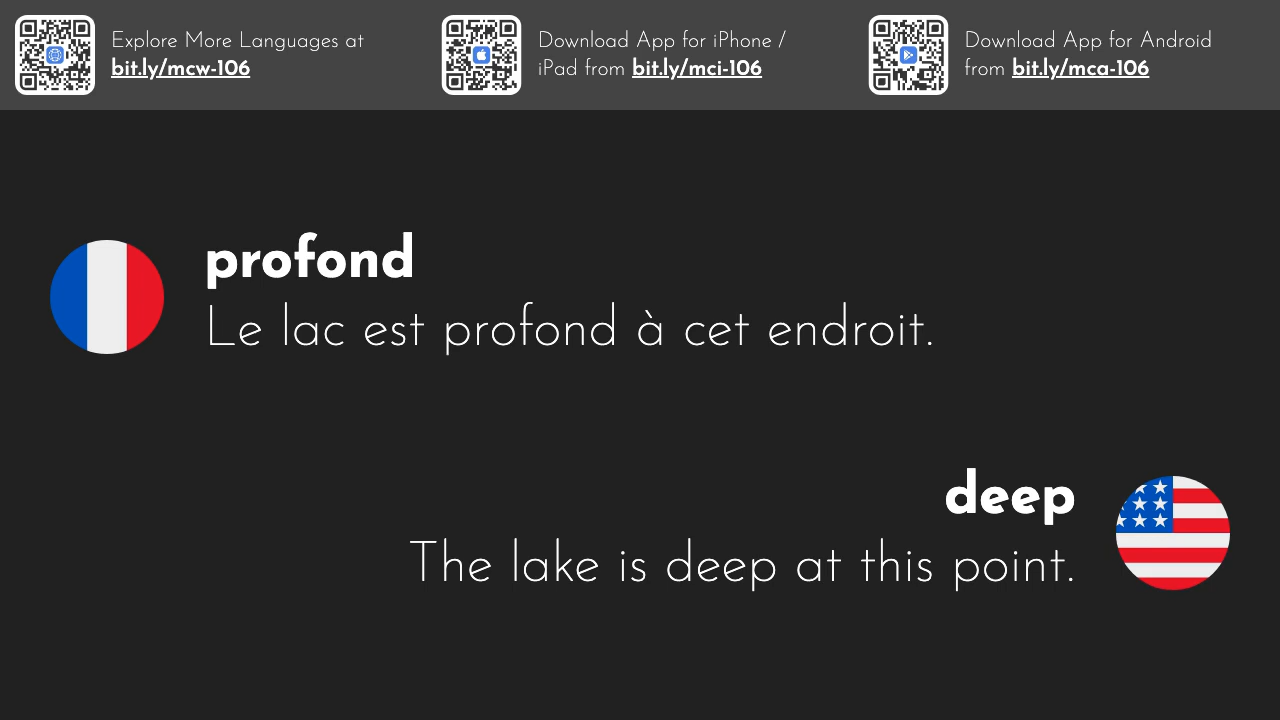 Explore More Languages at
bit.ly/mcw-106
Download App for iPhone /
iPad from bit.ly/mci-106
Download App for Android
from bit.ly/mca-106
profond
Le lac est profond à cet endroit.
deep
The lake is deep at this point.